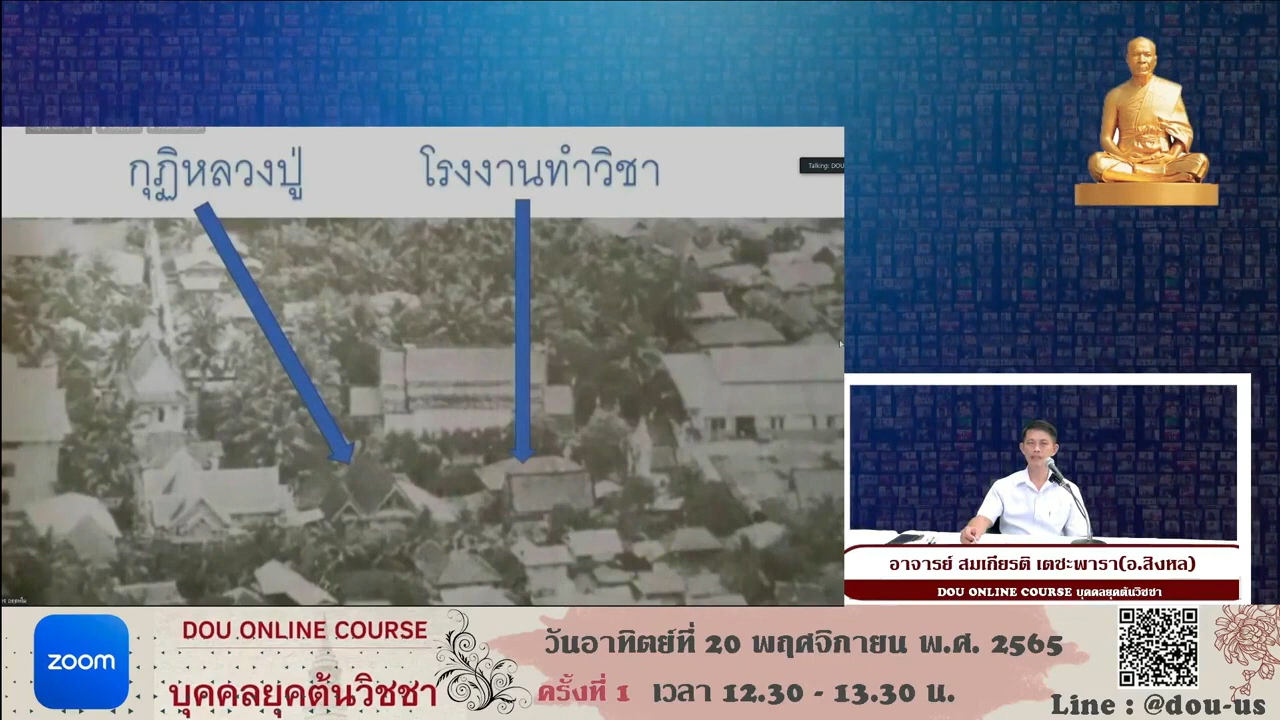 กุฏิหลวงปู่
โรงงานทำวิชา
Talking: DOU
อาจารย์ สมเกียรติ เตชะพารา(อ.สิงหล)
DOU ONLINE COURSE บุคคลยุคต้นวิชชา
zoom
DOU ONLINE COURSE
บุคคลยุคต้นวิชชา
วันอาทิตย์ที่ 20 พฤศจิกายน พ.ศ. 2565
ครั้งที่ 1 เวลา 12.30 - 13.30 น.
Line : @dou-us